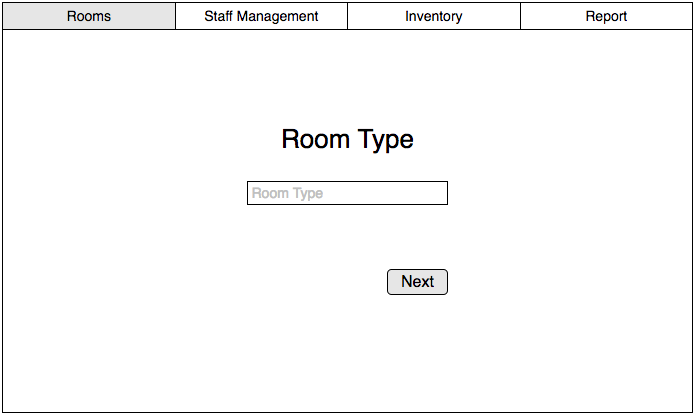 Rooms Staff Management Inventory Report
Room Type
Room Type
Next